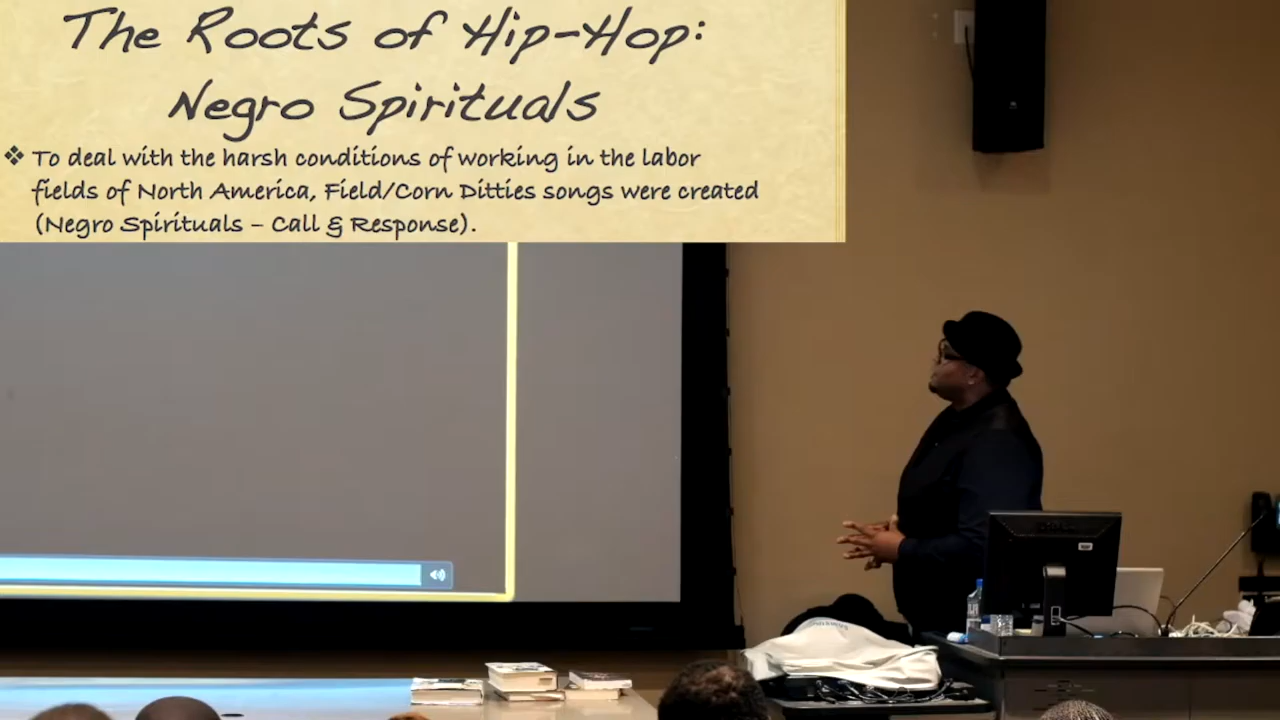 The Roots of Hip-Hop:
Negro Spirituals
❖ To deal with the harsh conditions of working in the labor
fields of North America, Field/Corn Ditties songs were created
(Negro Spirituals – Call & Response).